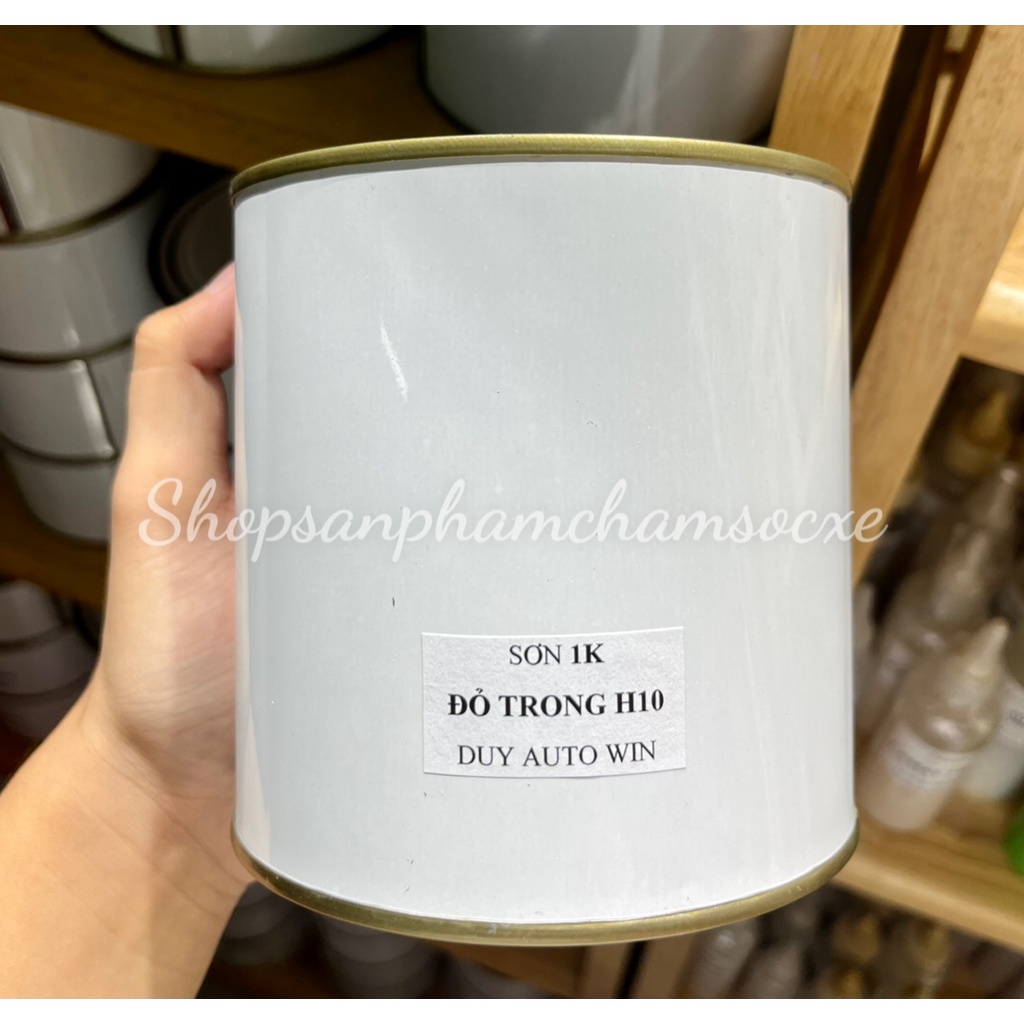 Shopsanphamchamsocxe
SƠN 1K
ĐỎ TRONG H10
DUY AUTO WIN